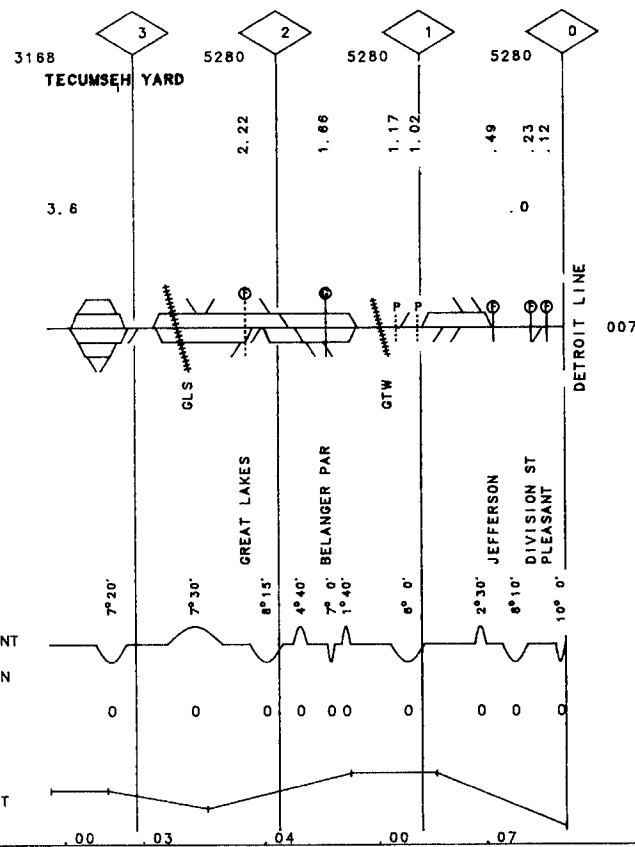 3 2 1 0
3168 5280 5280 5280
TECUMSEH YARD
2.22 1.66 1.17 1.02 .49 .23 .12
3.6 .0
P P
GLS GTW DETROIT LINE 007
GREAT LAKES BELANGER PAR JEFFERSON DIVISION ST PLEASANT
7° 20' 7° 30' 8° 15' 4° 40' 7° 0' 1° 40' 6° 0' 2° 30' 8° 10' 10° 0'
NT
N
0 0 0 0 0 0 0 0 0 0
T
.00 .03 .04 .00 .07